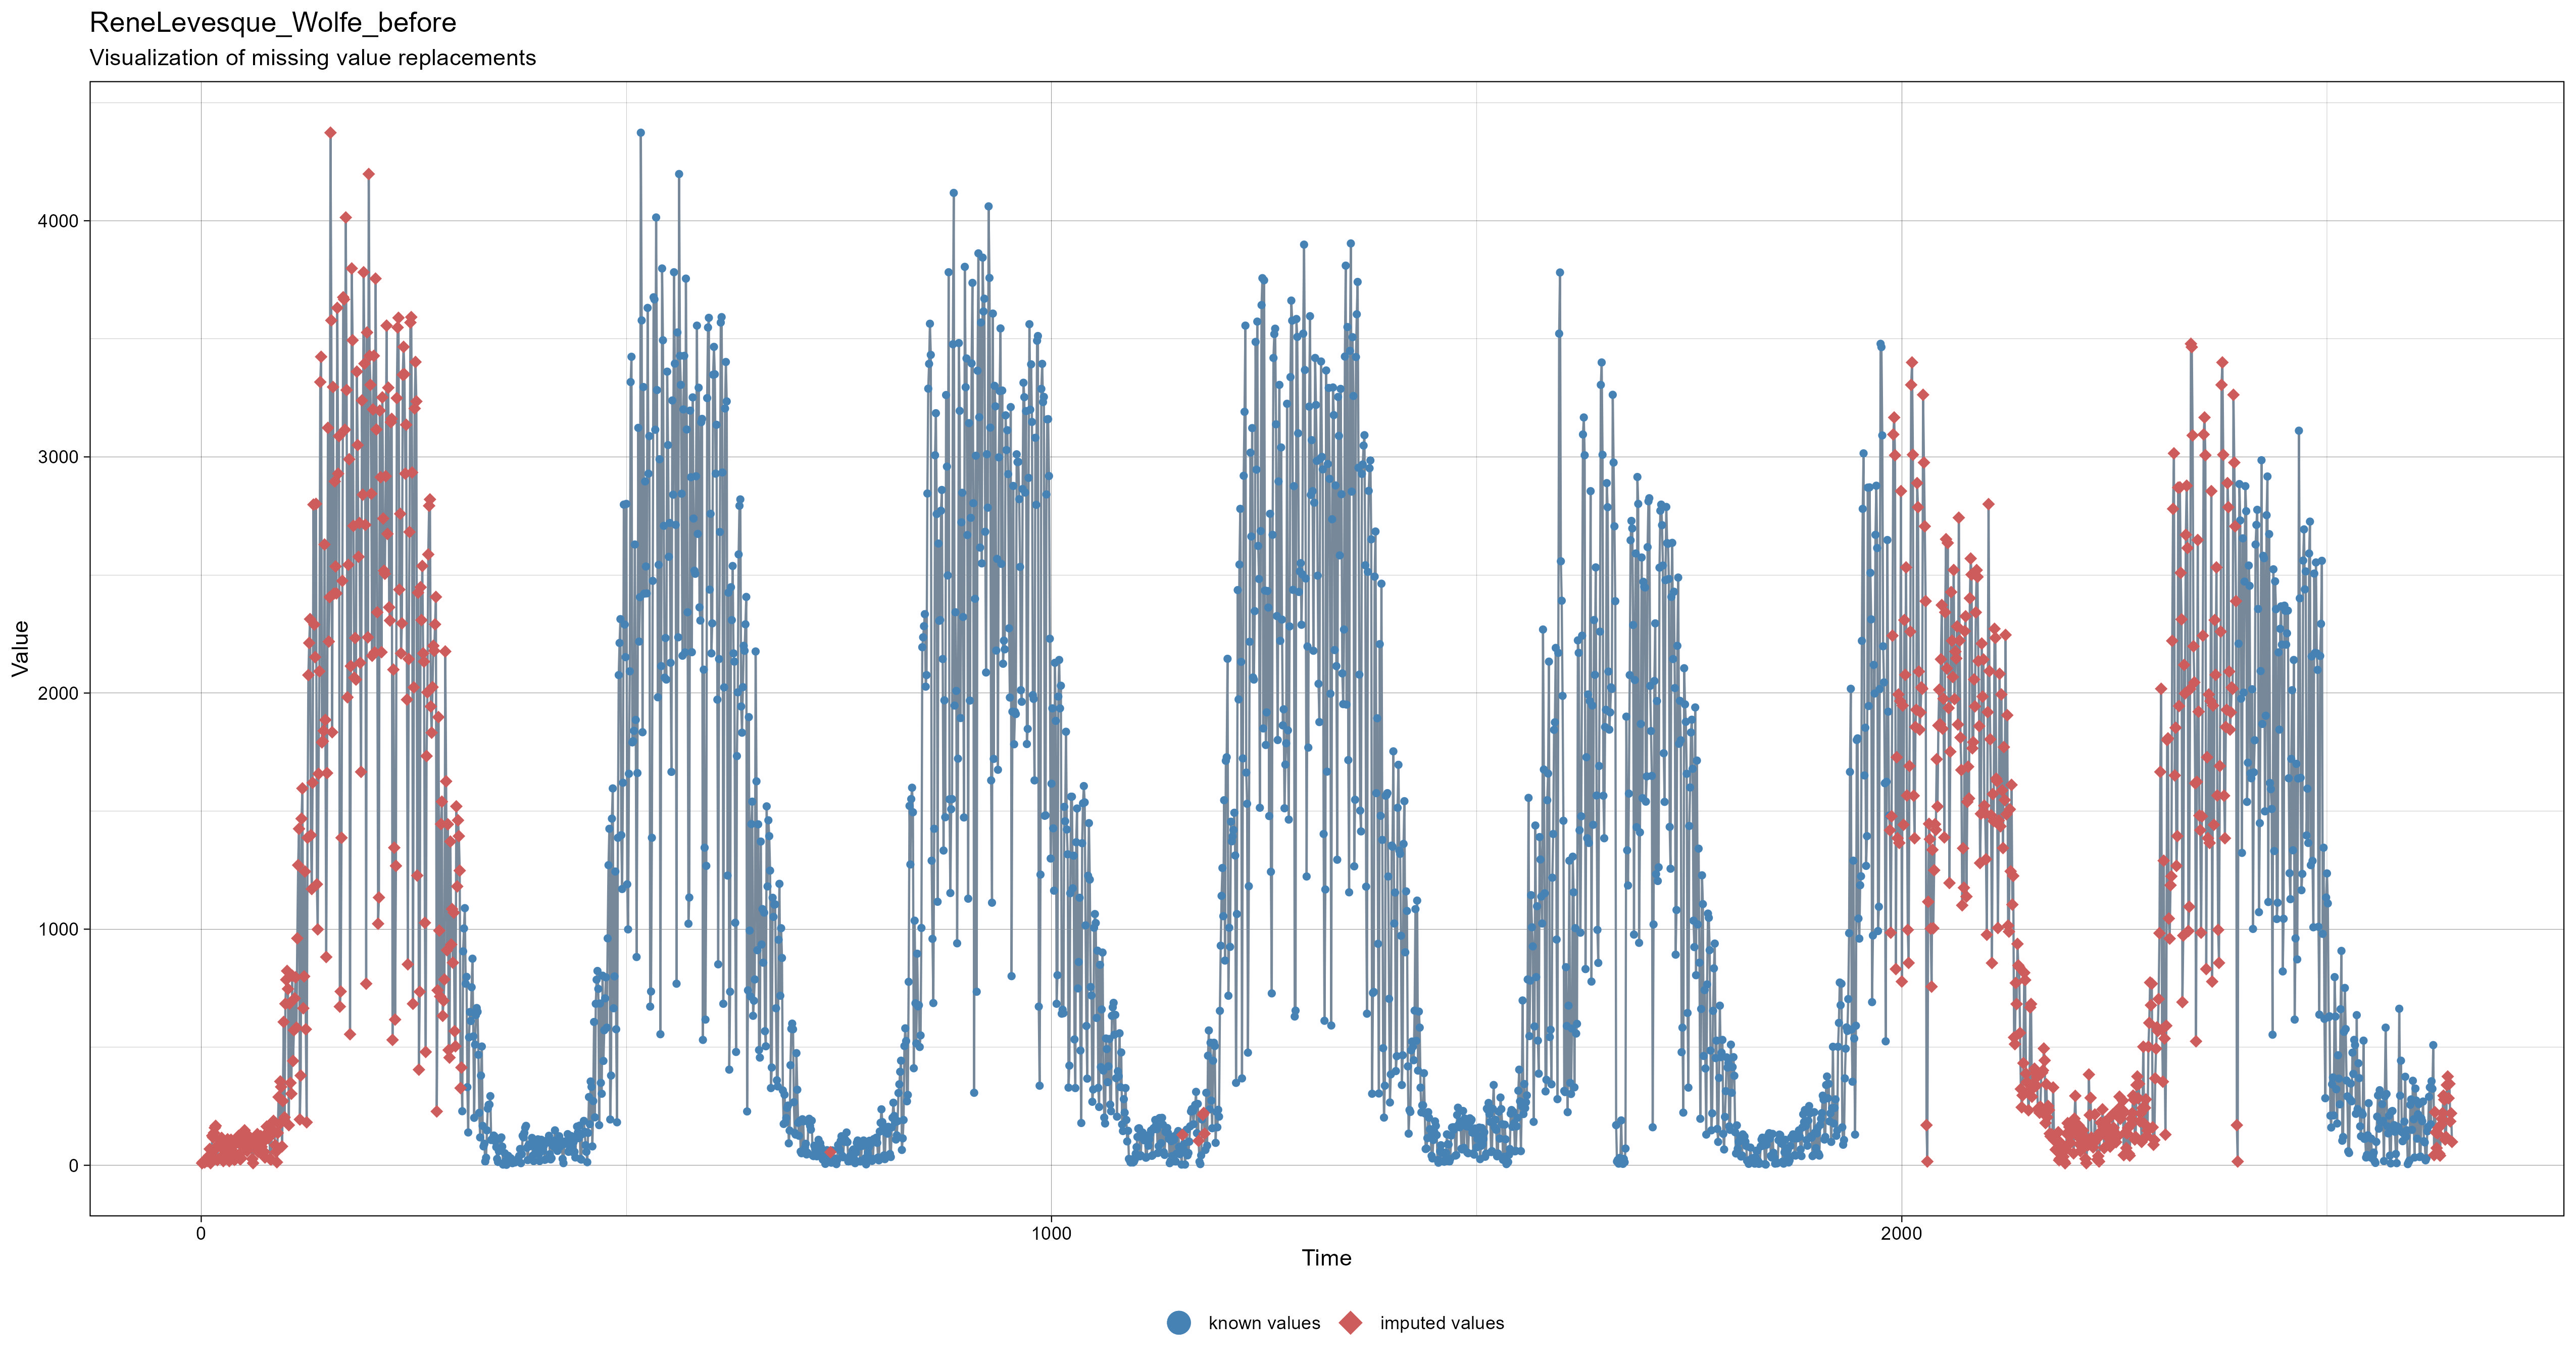 ReneLevesque_Wolfe_before
Visualization of missing value replacements
4000
3000
2000
1000
0
Value
0
1000
2000
Time
known values
imputed values